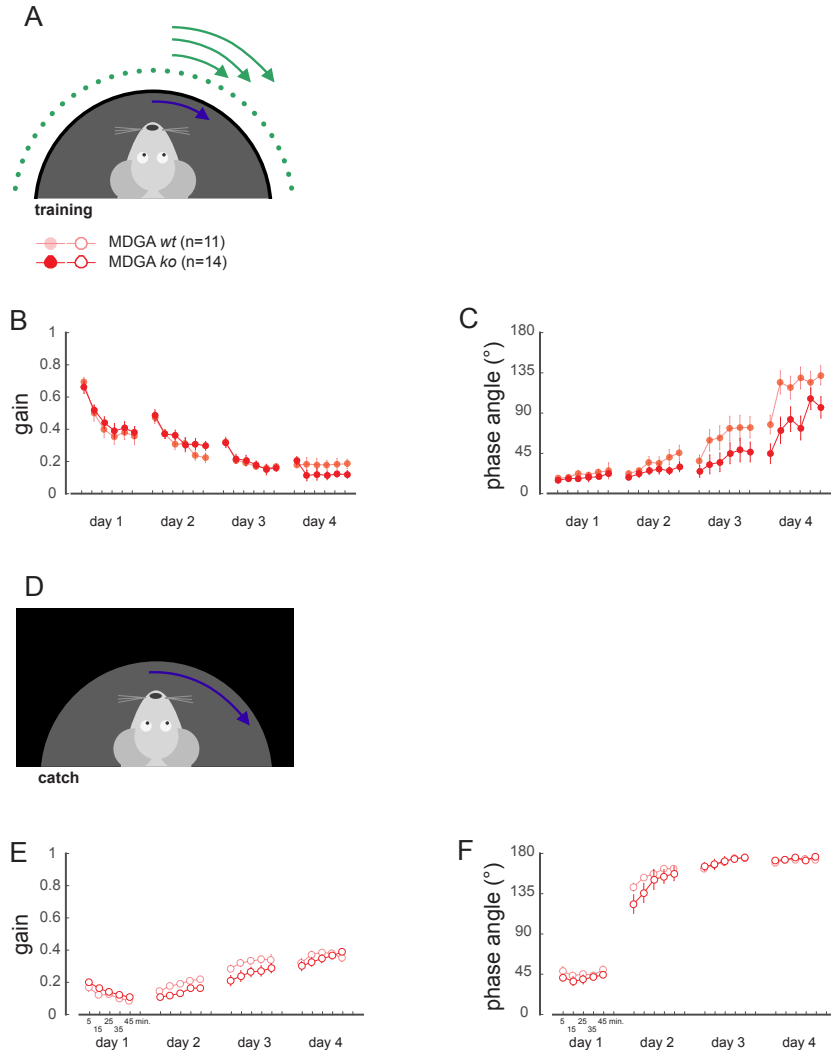 A
training
MDGA wt (n=11)
MDGA ko (n=14)
B
1
0.8
0.6
0.4
0.2
0
gain
day 1 day 2 day 3 day 4
C
180
135
90
45
0
phase angle (°)
day 1 day 2 day 3 day 4
D
catch
E
1
0.8
0.6
0.4
0.2
0
gain
5 25 45 min.
15 35
day 1 day 2 day 3 day 4
F
180
135
90
45
0
phase angle (°)
5 25 45 min.
15 35
day 1 day 2 day 3 day 4